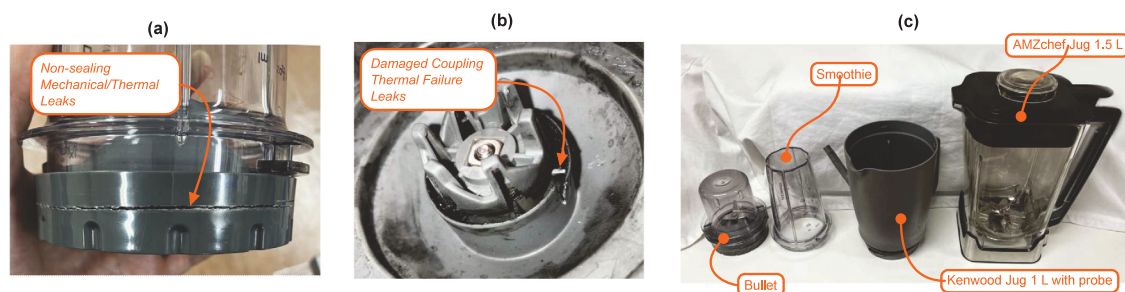 (a)
Non-sealing
Mechanical/Thermal
Leaks
(b)
Damaged Coupling
Thermal Failure
Leaks
(c)
AMZchef Jug 1.5 L
Smoothie
Bullet
Kenwood Jug 1 L with probe